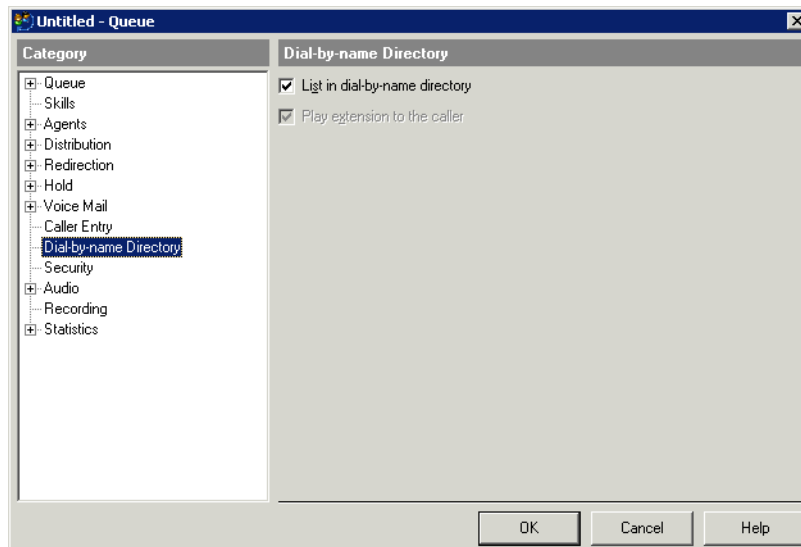 Untitled - Queue
Category
Queue
Skills
Agents
Distribution
Redirection
Hold
Voice Mail
Caller Entry
Dial-by-name Directory
Security
Audio
Recording
Statistics
Dial-by-name Directory
List in dial-by-name directory
Play extension to the caller
OK
Cancel
Help